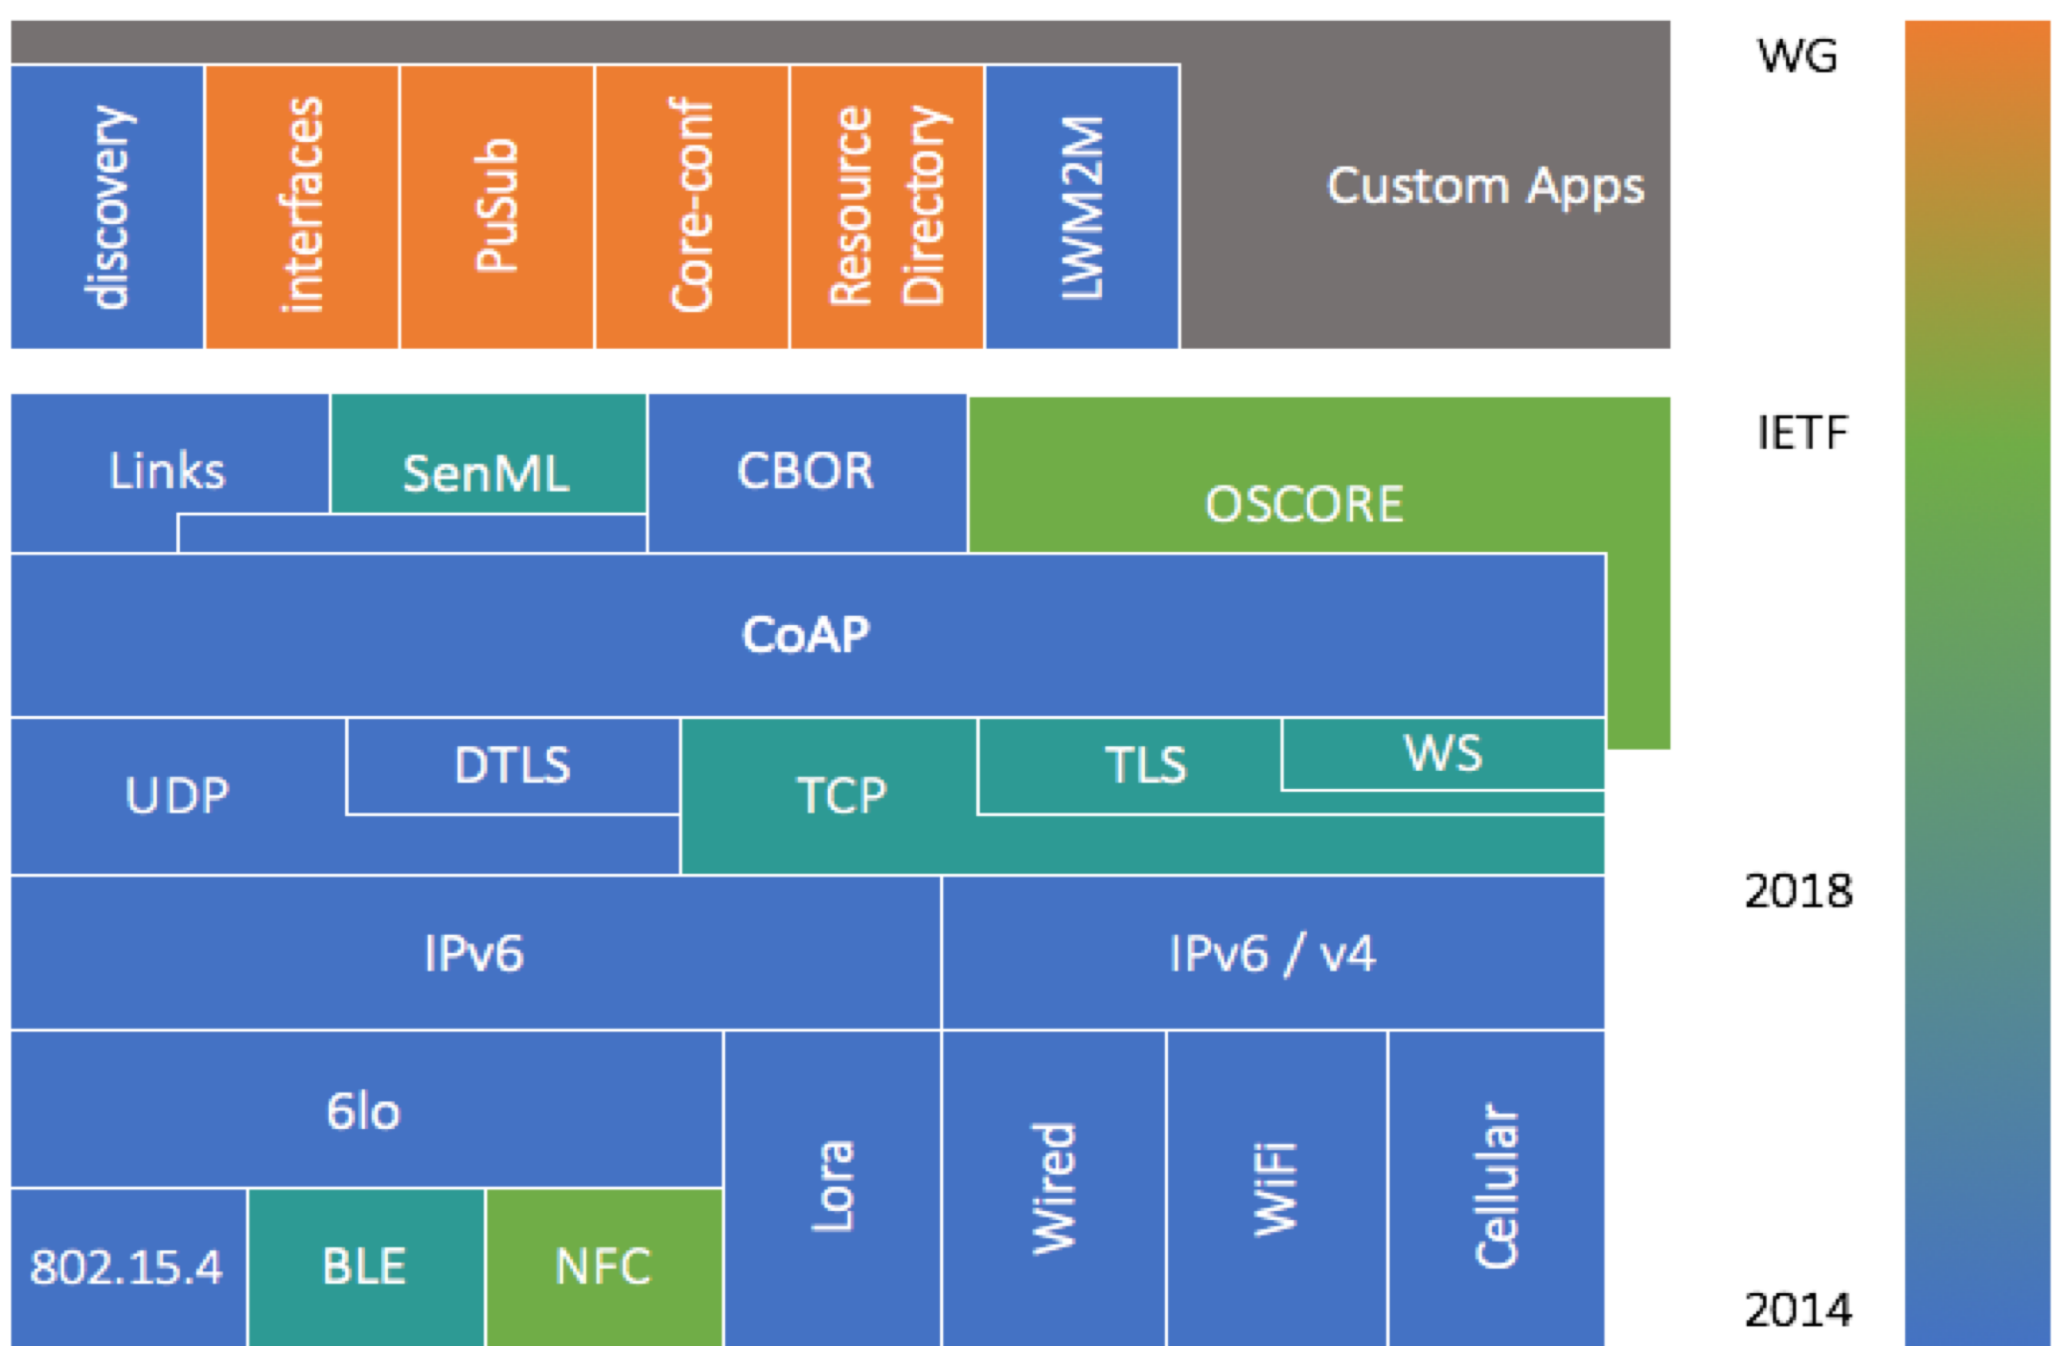 WG
discovery
interfaces
PuSub
Core-conf
Resource
Directory
LWM2M
Custom Apps
IETF
Links
SenML
CBOR
OSCORE
CoAP
UDP
DTLS
TCP
TLS
WS
2018
IPv6
IPv6 / v4
6lo
Lora
Wired
WiFi
Cellular
802.15.4
BLE
NFC
2014